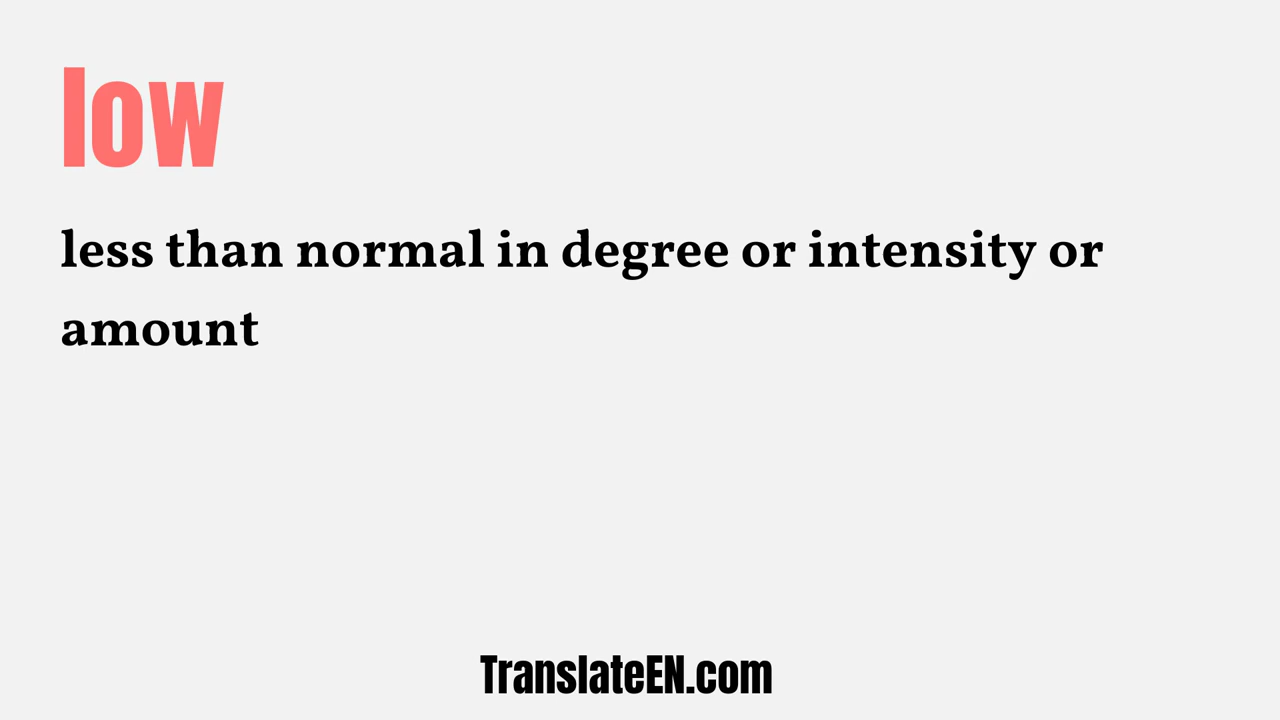 low
less than normal in degree or intensity or
amount
TranslateEN.com